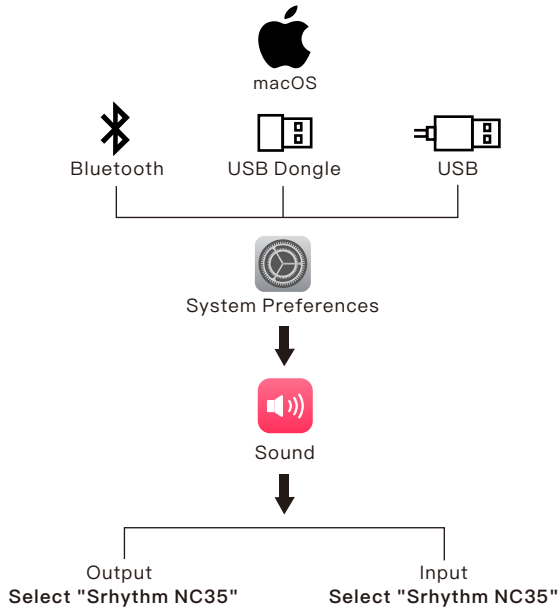 macOS
Bluetooth
USB Dongle
USB
System Preferences
Sound
Output
Select "Srhythm NC35"
Input
Select "Srhythm NC35"